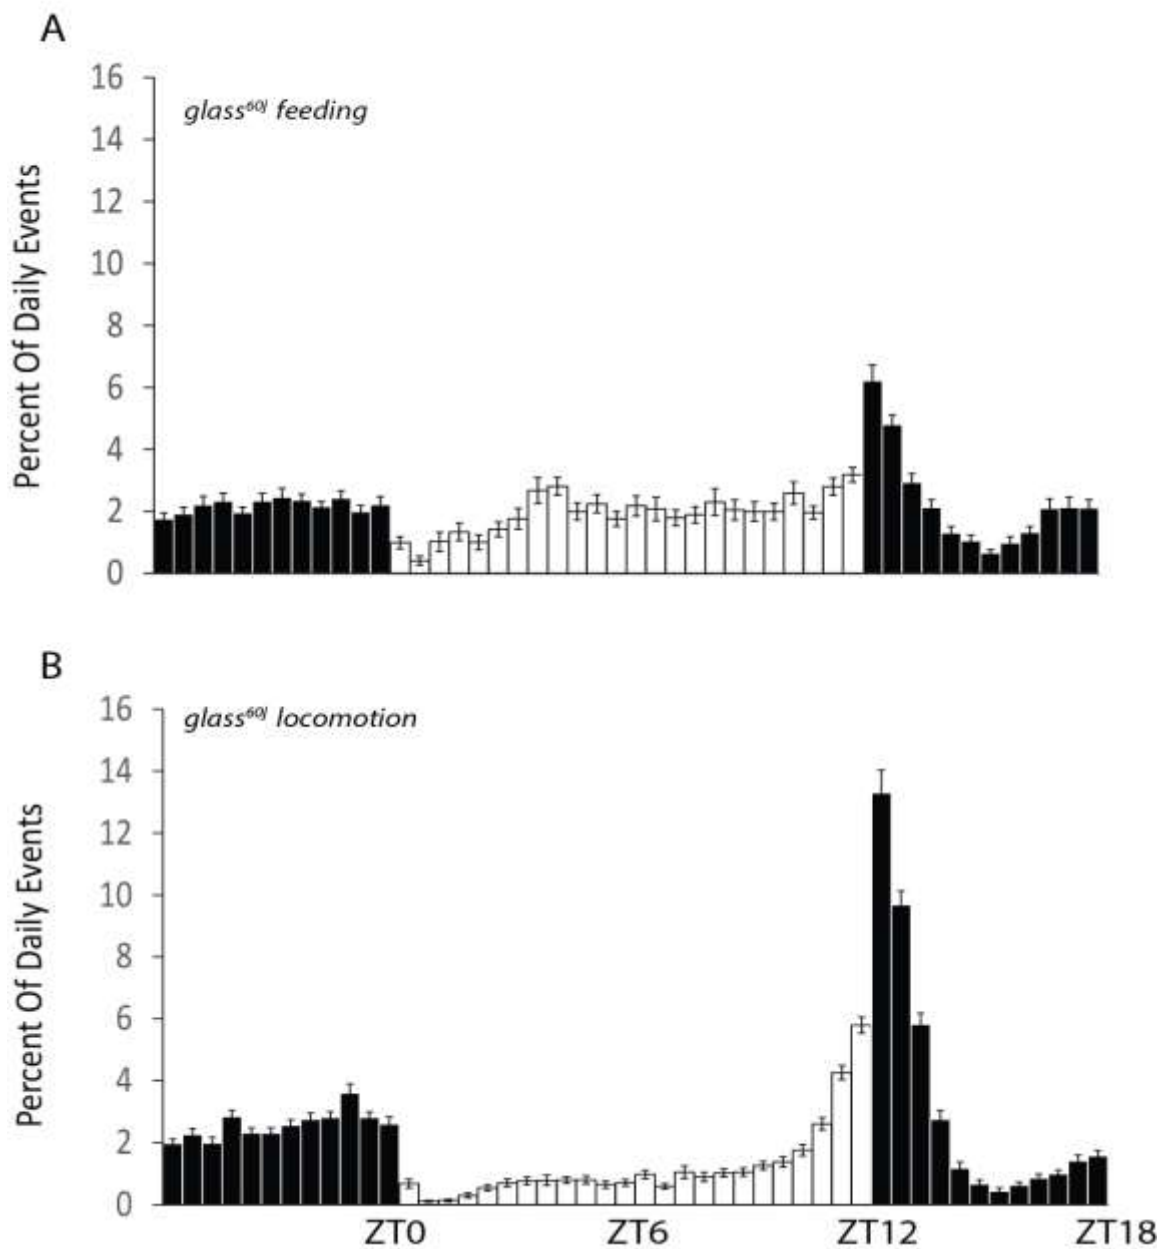 A
16
glass⁶⁰ʲ feeding
14
12
10
8
6
4
2
0
Percent Of Daily Events
B
16
glass⁶⁰ʲ locomotion
14
12
10
8
6
4
2
0
Percent Of Daily Events
ZT0 ZT6 ZT12 ZT18